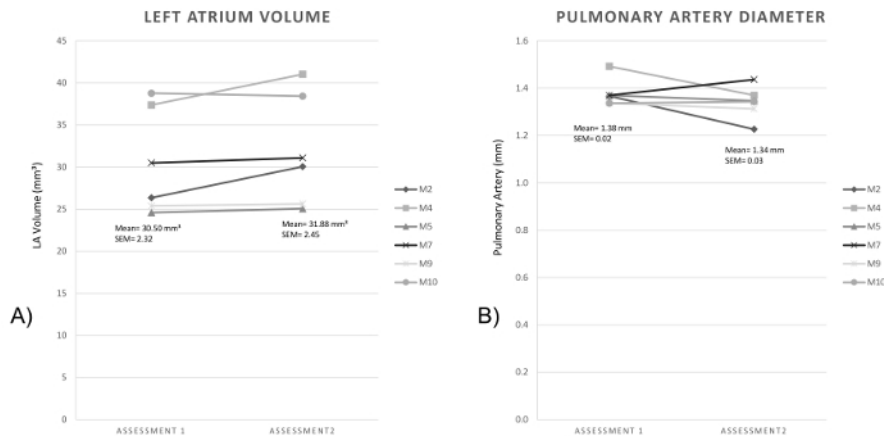 LEFT ATRIUM VOLUME
45
40
35
30
25
20
15
10
5
0
LA Volume (mm³)
Mean= 30.50 mm³
SEM= 2.32
Mean= 31.88 mm³
SEM= 2.45
ASSESSMENT 1
ASSESSMENT2
M2
M4
M5
M7
M9
M10
A)
PULMONARY ARTERY DIAMETER
1.6
1.4
1.2
1.0
0.8
0.6
0.4
0.2
0.0
Pulmonary Artery (mm)
Mean= 1.38 mm
SEM= 0.02
Mean= 1.34 mm
SEM= 0.03
ASSESSMENT 1
ASSESSMENT2
M2
M4
M5
M7
M9
M10
B)